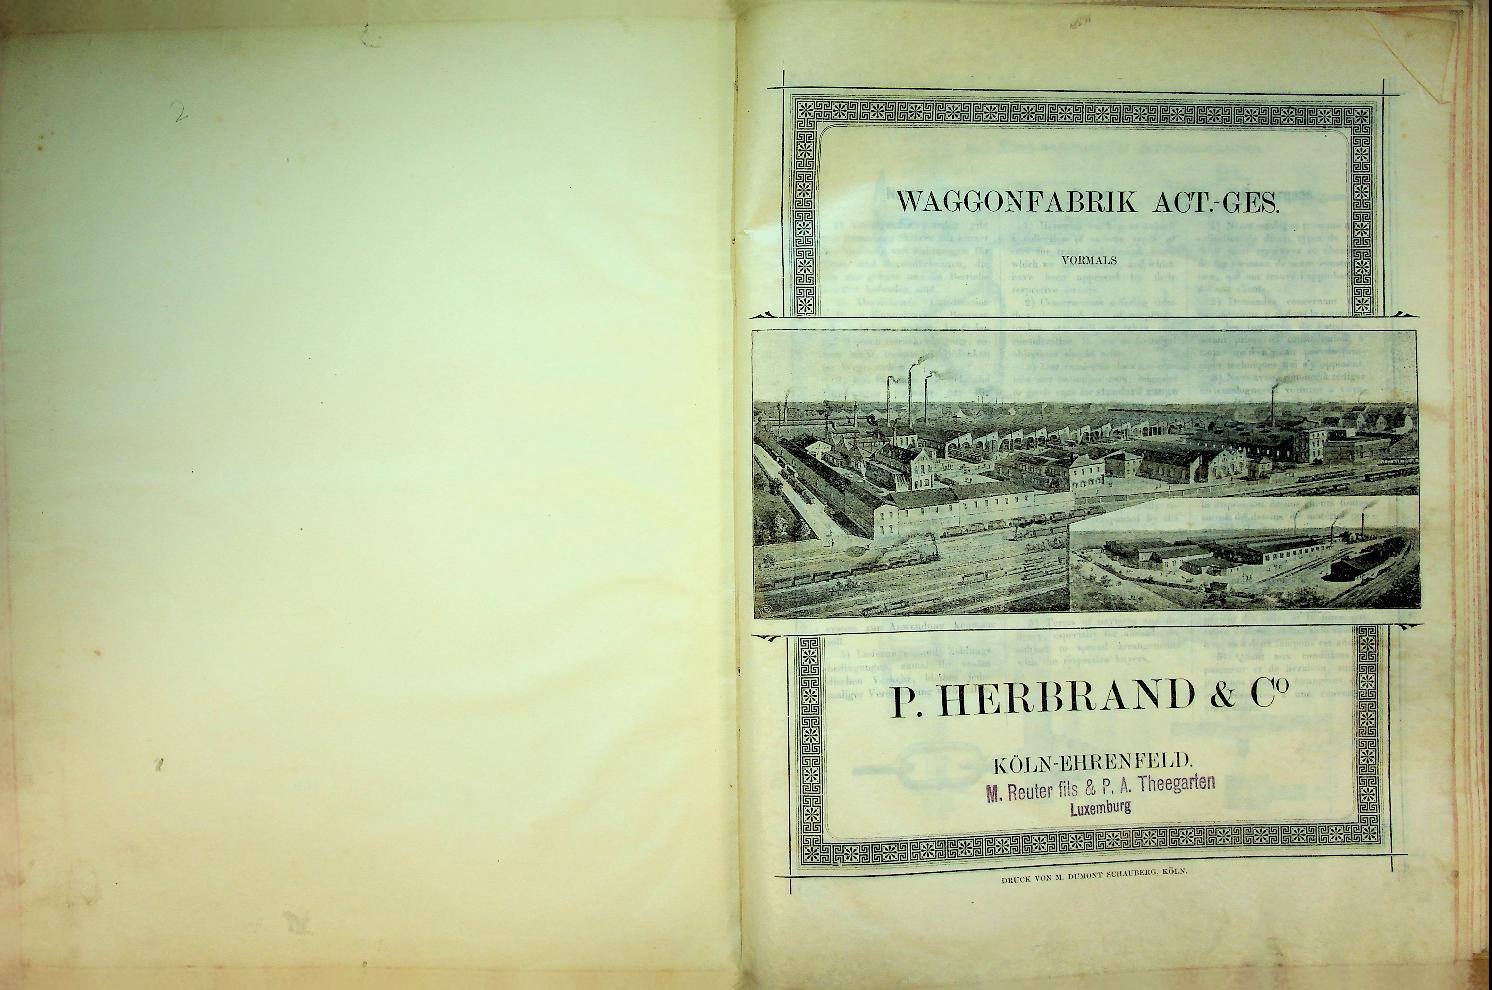 2
WAGGONFABRIK ACT.-GES.
VORMALS
P. HERBRAND & Cº
KÖLN-EHRENFELD.
M. Reuter fils & P. A. Theegarten
Luxemburg
DRUCK VON M. DUMONT SCHAUBERG, KÖLN.